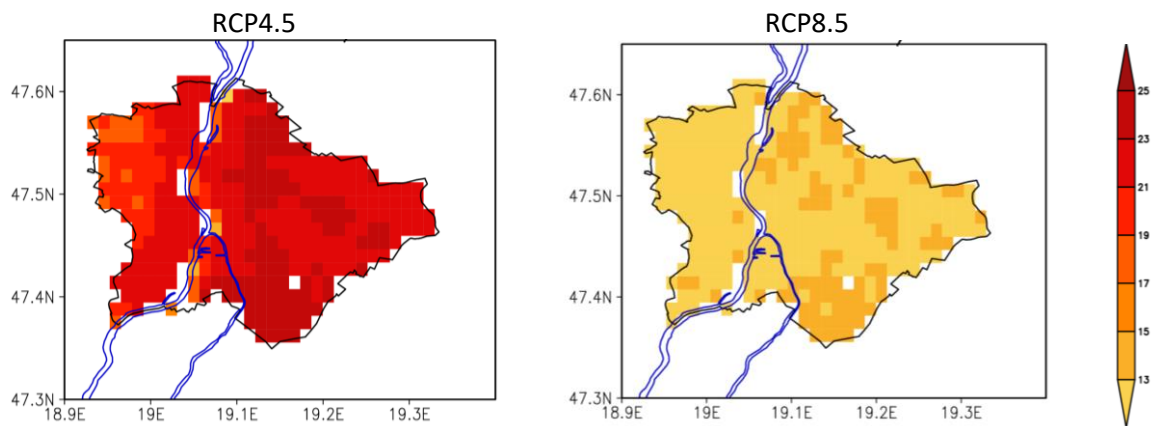 RCP4.5
RCP8.5
47.6N
47.5N
47.4N
47.3N
18.9E 19E 19.1E 19.2E 19.3E
47.6N
47.5N
47.4N
47.3N
18.9E 19E 19.1E 19.2E 19.3E
25
23
21
19
17
15
13